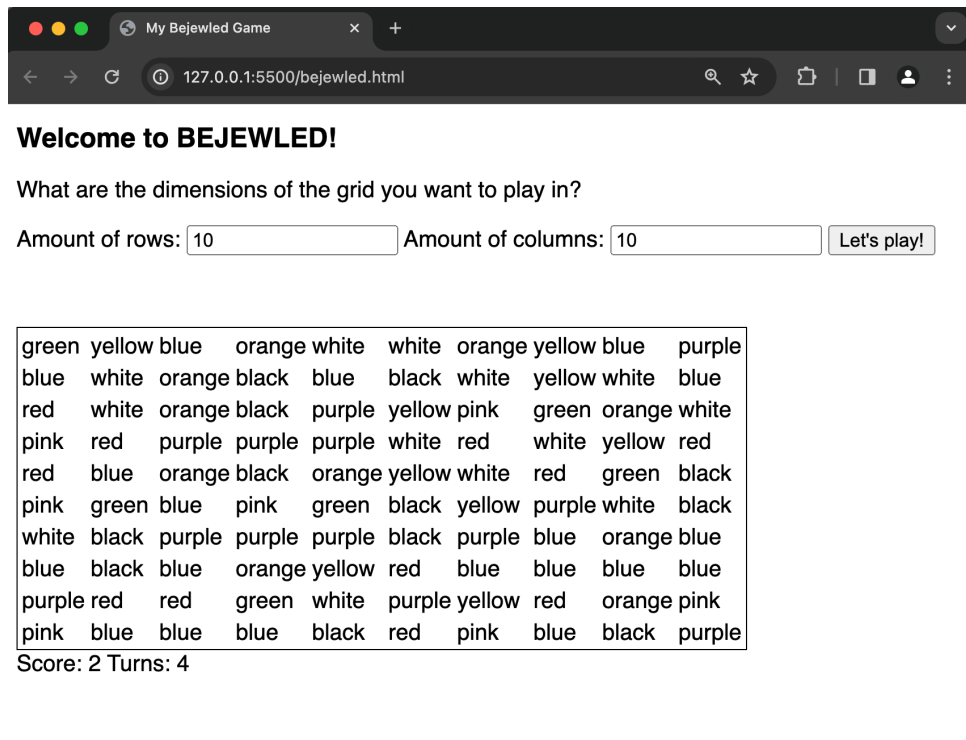 My Bejewled Game
127.0.0.1:5500/bejewled.html
Welcome to BEJEWLED!
What are the dimensions of the grid you want to play in?
Amount of rows: 10 Amount of columns: 10 Let's play!
green yellow blue orange white white orange yellow blue purple
blue white orange black blue black white yellow white blue
red white orange black purple yellow pink green orange white
pink red purple purple purple white red white yellow red
red blue orange black orange yellow white red green black
pink green blue pink green black yellow purple white black
white black purple purple purple black purple blue orange blue
blue black blue orange yellow red blue blue blue blue
purple red red green white purple yellow red orange pink
pink blue blue blue black red pink blue black purple
Score: 2 Turns: 4